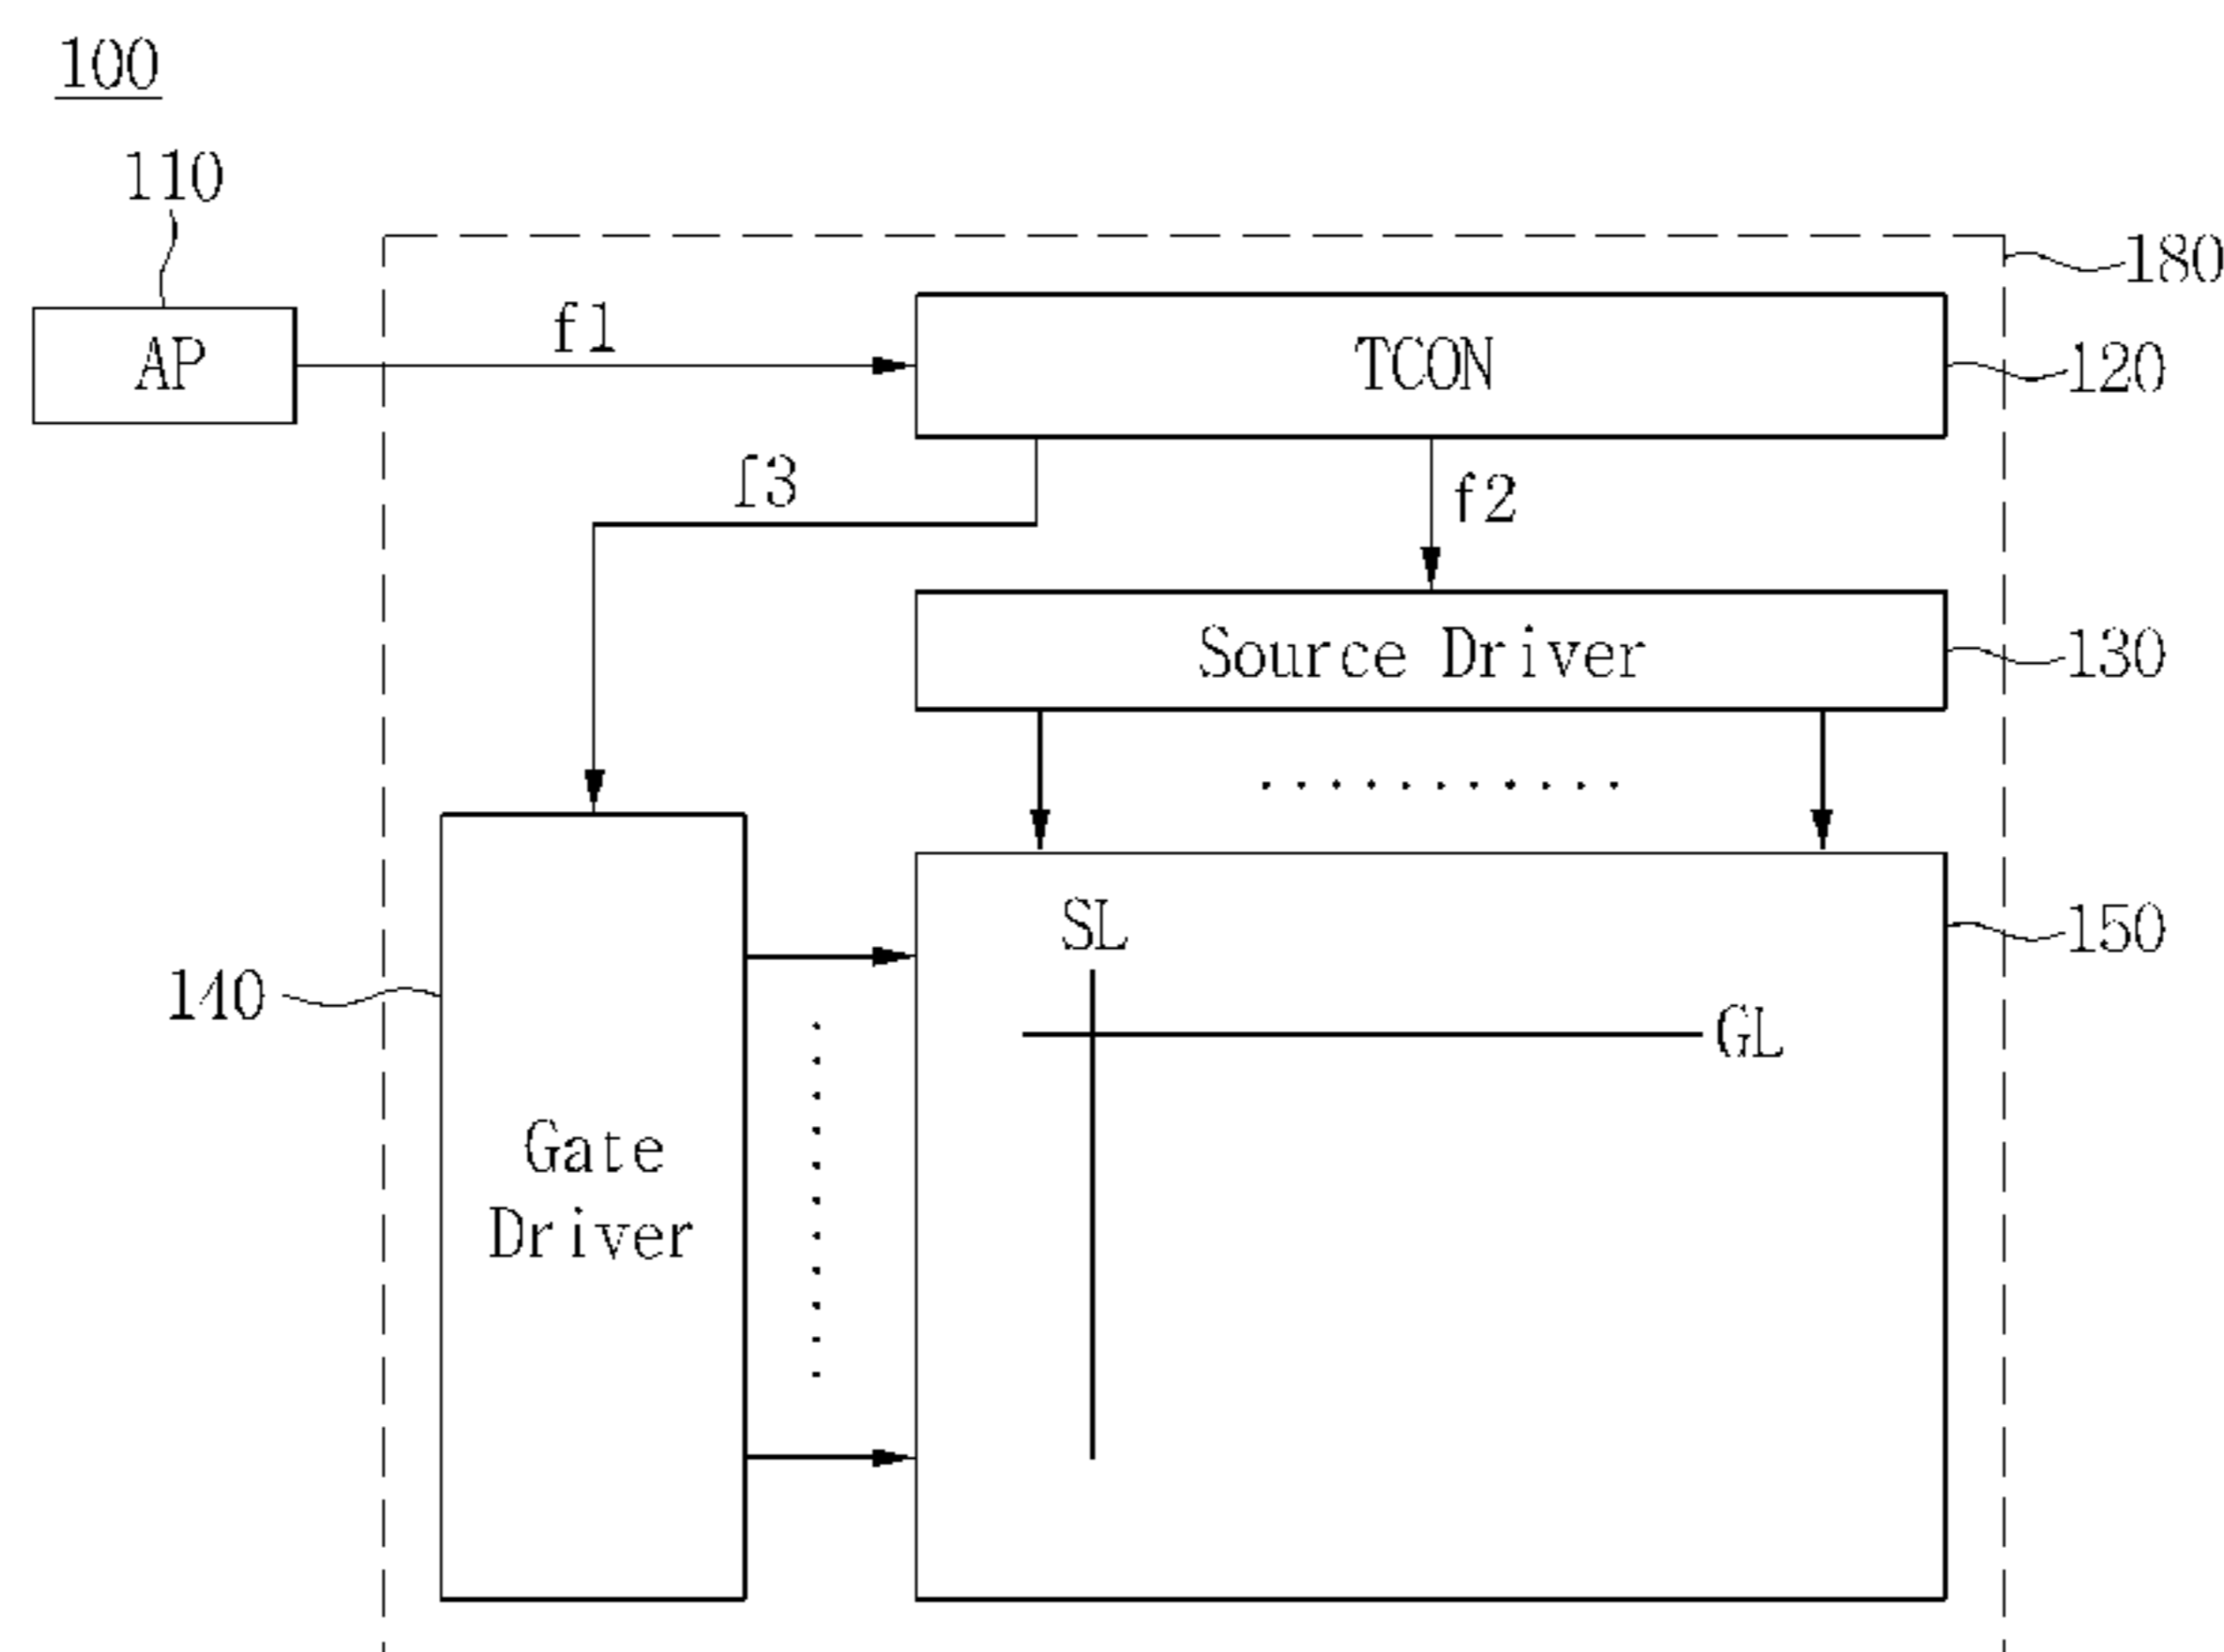 100
110
180
AP
f1
TCON
120
f3
f2
Source Driver
130
SL
150
140
GL
Gate
Driver